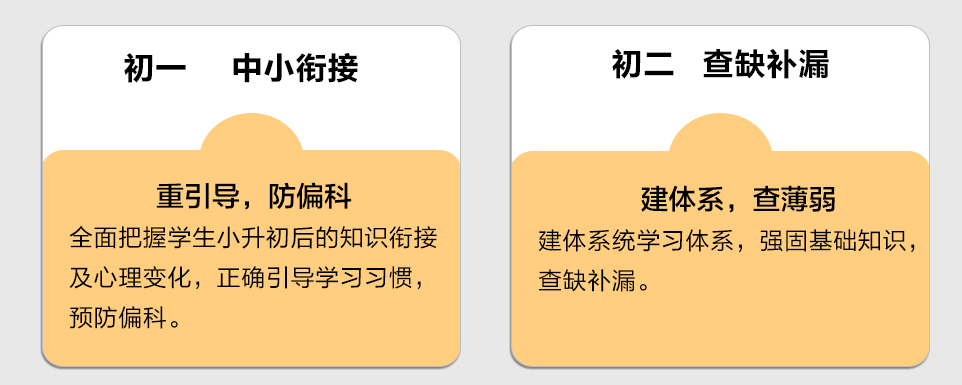 初一 中小衔接
重引导，防偏科
全面把握学生小升初后的知识衔接
及心理变化，正确引导学习习惯，
预防偏科。
初二 查缺补漏
建体系，查薄弱
建体系统学习体系，强固基础知识，
查缺补漏。